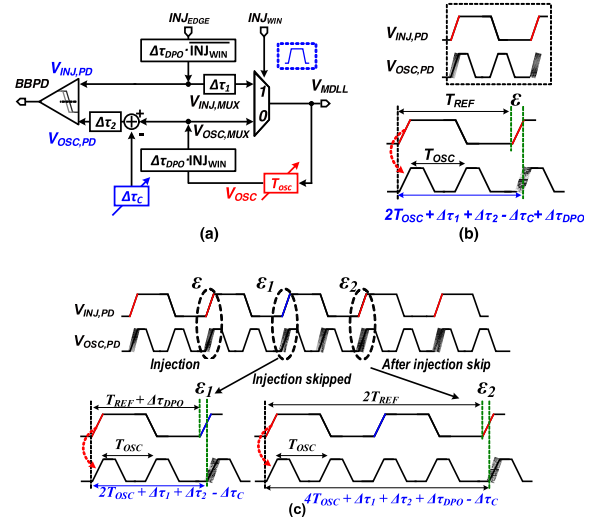 INJ_EDGE
INJ_WIN
Δτ_DPO·\overline{INJ_WIN}
BBPD
V_INJ,PD
Δτ_1
V_INJ,MUX
1
V_MDLL
Δτ_2
+
-
V_OSC,MUX
0
V_OSC,PD
Δτ_DPO·INJ_WIN
Δτ_C
V_OSC
T_osc
(a)
V_INJ,PD
V_OSC,PD
T_REF
ε
T_OSC
2T_OSC + Δτ_1 + Δτ_2 - Δτ_C + Δτ_DPO
(b)
ε_1
ε_2
ε
V_INJ,PD
V_OSC,PD
Injection
Injection skipped
After injection skip
T_REF + Δτ_DPO
ε_1
T_OSC
2T_OSC + Δτ_1 + Δτ_2 - Δτ_C
2T_REF
ε_2
T_OSC
4T_OSC + Δτ_1 + Δτ_2 + Δτ_DPO - Δτ_C
(c)